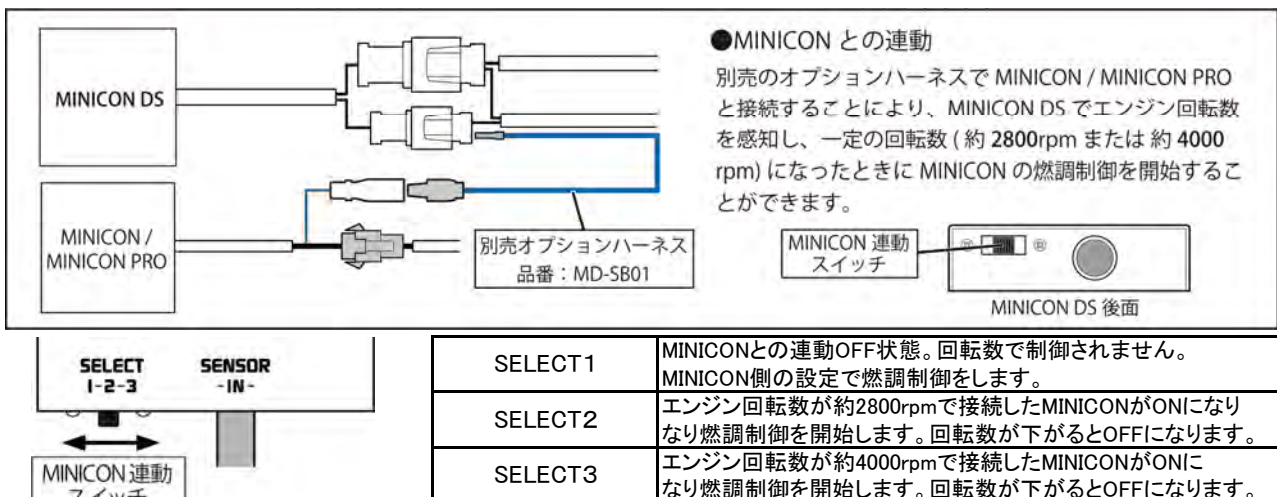 MINICON DS
MINICON /
MINICON PRO
別売オプションハーネス
品番：MD-SB01
●MINICON との連動
別売のオプションハーネスで MINICON / MINICON PRO
と接続することにより、MINICON DS でエンジン回転数
を感知し、一定の回転数 ( 約 2800rpm または 約 4000
rpm) になったときに MINICON の燃調制御を開始するこ
とができます。
MINICON 連動
スイッチ
MINICON DS 後面
SELECT
1-2-3
SENSOR
-IN-
MINICON 連動
スイッチ
SELECT1
MINICONとの連動OFF状態。回転数で制御されません。
MINICON側の設定で燃調制御をします。
SELECT2
エンジン回転数が約2800rpmで接続したMINICONがONになり
なり燃調制御を開始します。回転数が下がるとOFFになります。
SELECT3
エンジン回転数が約4000rpmで接続したMINICONがONに
なり燃調制御を開始します。回転数が下がるとOFFになります。